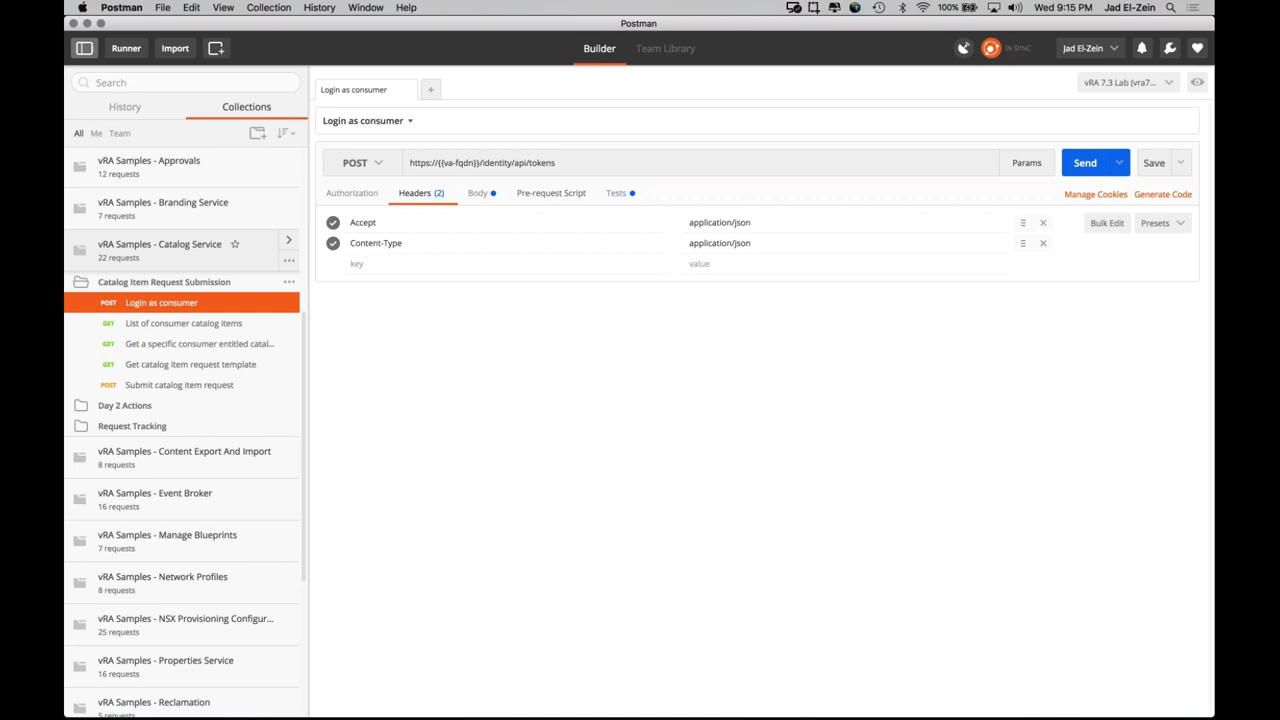 Postman File Edit View Collection History Window Help 100% Wed 9:15 PM Jad El-Zein
Postman
Runner Import Builder Team Library IN SYNC Jad El-Zein
Search
History Collections
All Me Team
vRA Samples - Approvals
12 requests
vRA Samples - Branding Service
7 requests
vRA Samples - Catalog Service
22 requests
Catalog Item Request Submission
POST Login as consumer
GET List of consumer catalog items
GET Get a specific consumer entitled catal...
GET Get catalog item request template
POST Submit catalog item request
Day 2 Actions
Request Tracking
vRA Samples - Content Export And Import
8 requests
vRA Samples - Event Broker
16 requests
vRA Samples - Manage Blueprints
7 requests
vRA Samples - Network Profiles
8 requests
vRA Samples - NSX Provisioning Configur...
25 requests
vRA Samples - Properties Service
16 requests
vRA Samples - Reclamation
5 requests
Login as consumer + vRA 7.3 Lab (vra7...
Login as consumer
POST https://{{va-fqdn}}/identity/api/tokens Params Send Save
Authorization Headers (2) Body Pre-request Script Tests Manage Cookies Generate Code
Accept application/json Bulk Edit Presets
Content-Type application/json
key value